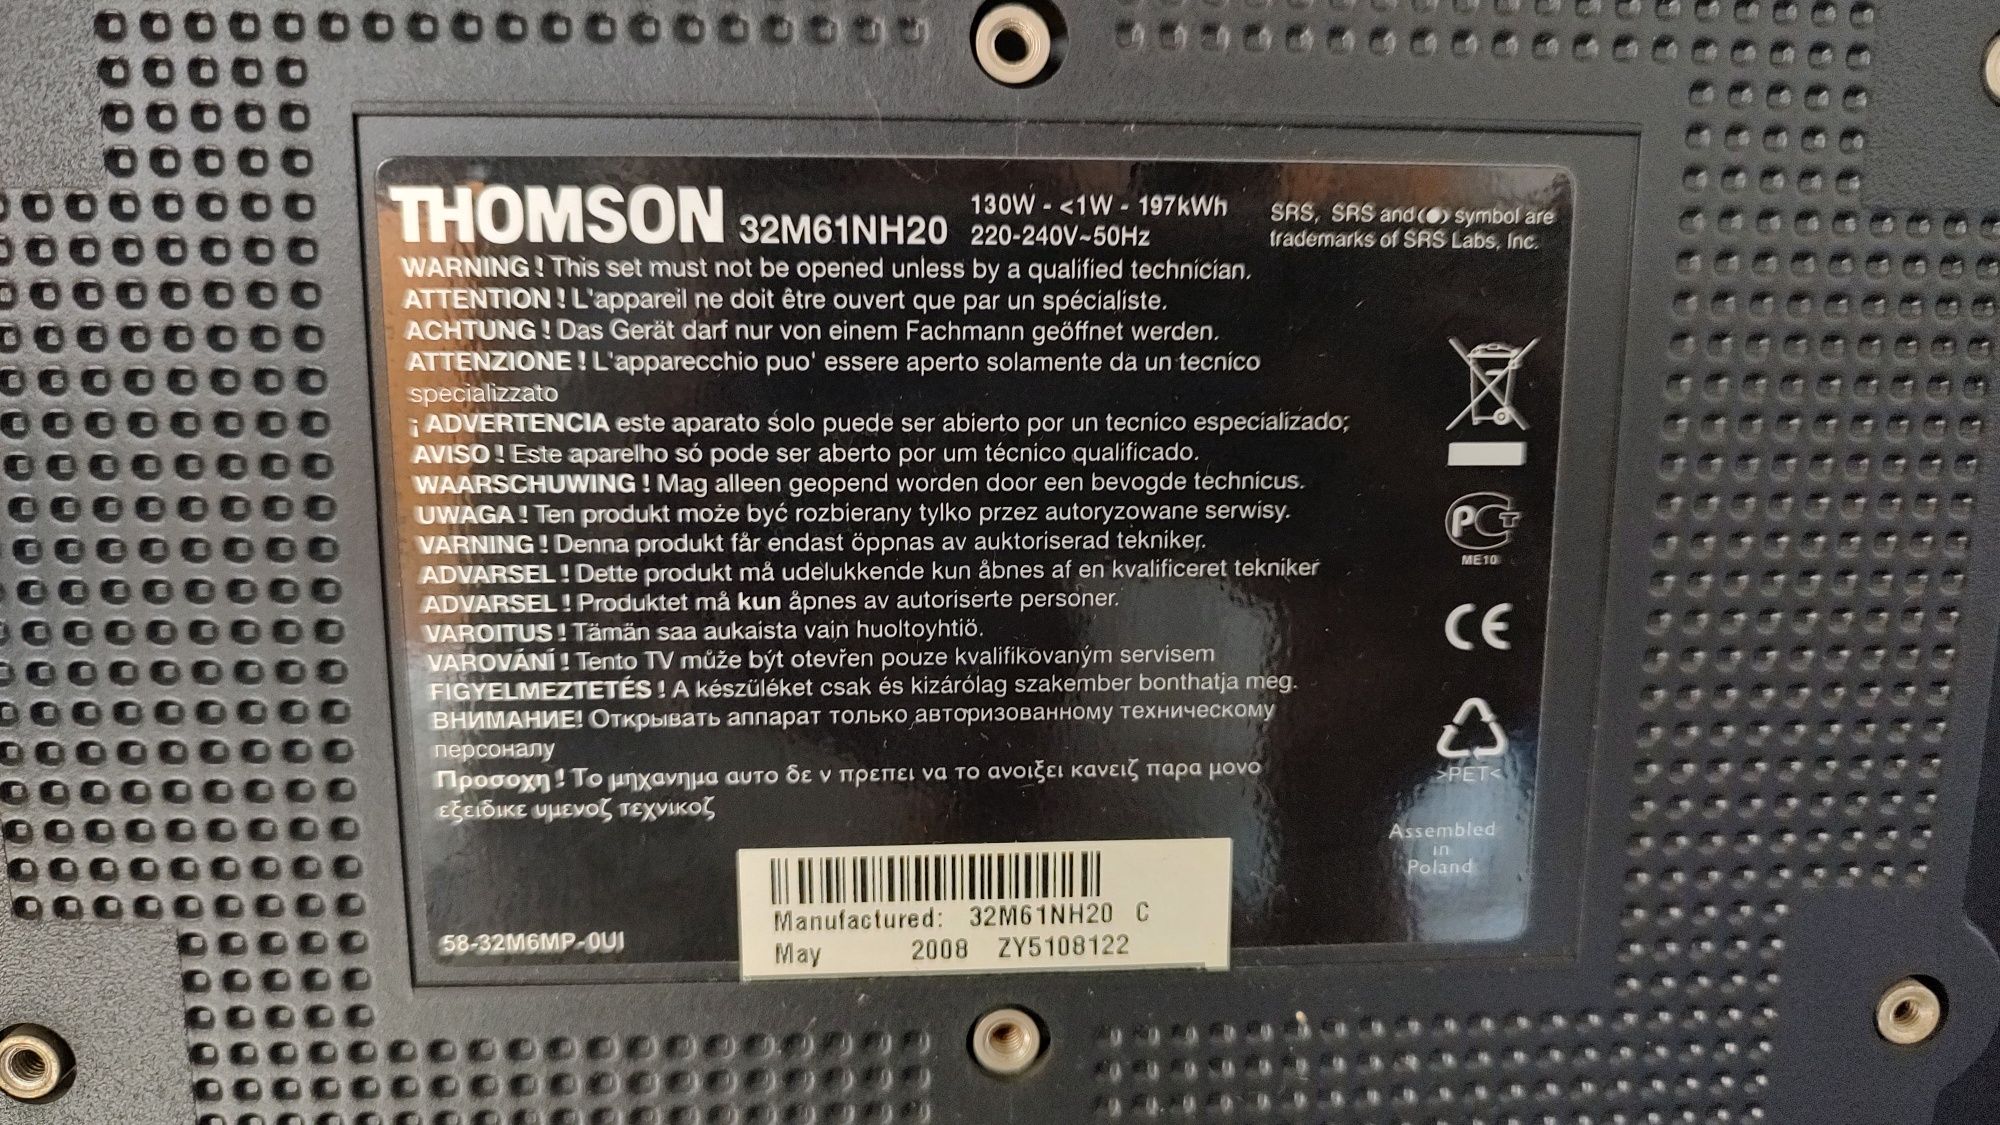 THOMSON 32M61NH20
130W - <1W - 197kWh
220-240V~50Hz
SRS, SRS and (●) symbol are
trademarks of SRS Labs, Inc.
WARNING ! This set must not be opened unless by a qualified technician.
ATTENTION ! L'appareil ne doit être ouvert que par un spécialiste.
ACHTUNG ! Das Gerät darf nur von einem Fachmann geöffnet werden.
ATTENZIONE ! L'apparecchio puo' essere aperto solamente da un tecnico
specializzato
¡ ADVERTENCIA este aparato solo puede ser abierto por un tecnico especializado;
AVISO ! Este aparelho só pode ser aberto por um técnico qualificado.
WAARSCHUWING ! Mag alleen geopend worden door een bevogde technicus.
UWAGA ! Ten produkt może być rozbierany tylko przez autoryzowane serwisy.
VARNING ! Denna produkt får endast öppnas av auktoriserad tekniker.
ADVARSEL ! Dette produkt må udelukkende kun åbnes af en kvalificeret tekniker
ADVARSEL ! Produktet må kun åpnes av autoriserte personer.
VAROITUS ! Tämän saa aukaista vain huoltoyhtiö.
VAROVÁNÍ ! Tento TV může být otevřen pouze kvalifikovaným servisem
FIGYELMEZTETÉS ! A készüléket csak és kizárólag szakember bonthatja meg.
ВНИМАНИЕ! Открывать аппарат только авторизованному техническому
персоналу
Προσοχη ! Το μηχανημα αυτο δε ν πρεπει να το ανοιξει κανειζ παρα μονο
εξειδικε υμενοζ τεχνικοζ
PCT
ME10
CE
>PET<
Assembled
in
Poland
58-32M6MP-0UI
Manufactured: 32M61NH20 C
May 2008 ZY5108122